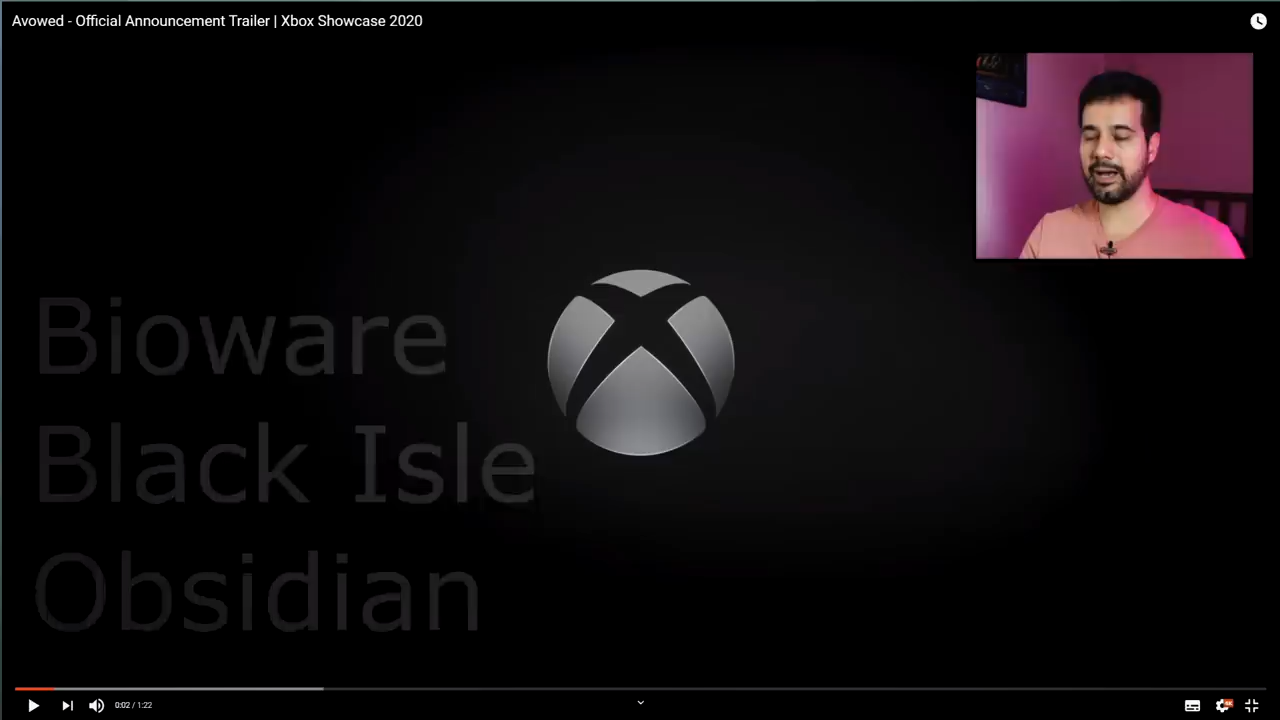 Avowed - Official Announcement Trailer | Xbox Showcase 2020
Bioware
Black Isle
Obsidian
0:02 / 1:22